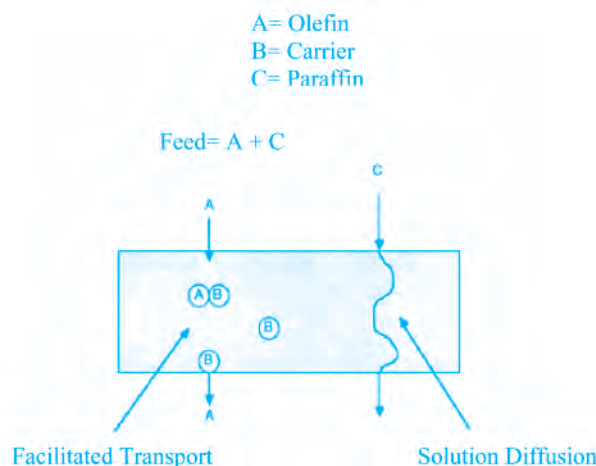 A= Olefin
B= Carrier
C= Paraffin
Feed= A + C
C
A
A B
B
B
A
Facilitated Transport
Solution Diffusion